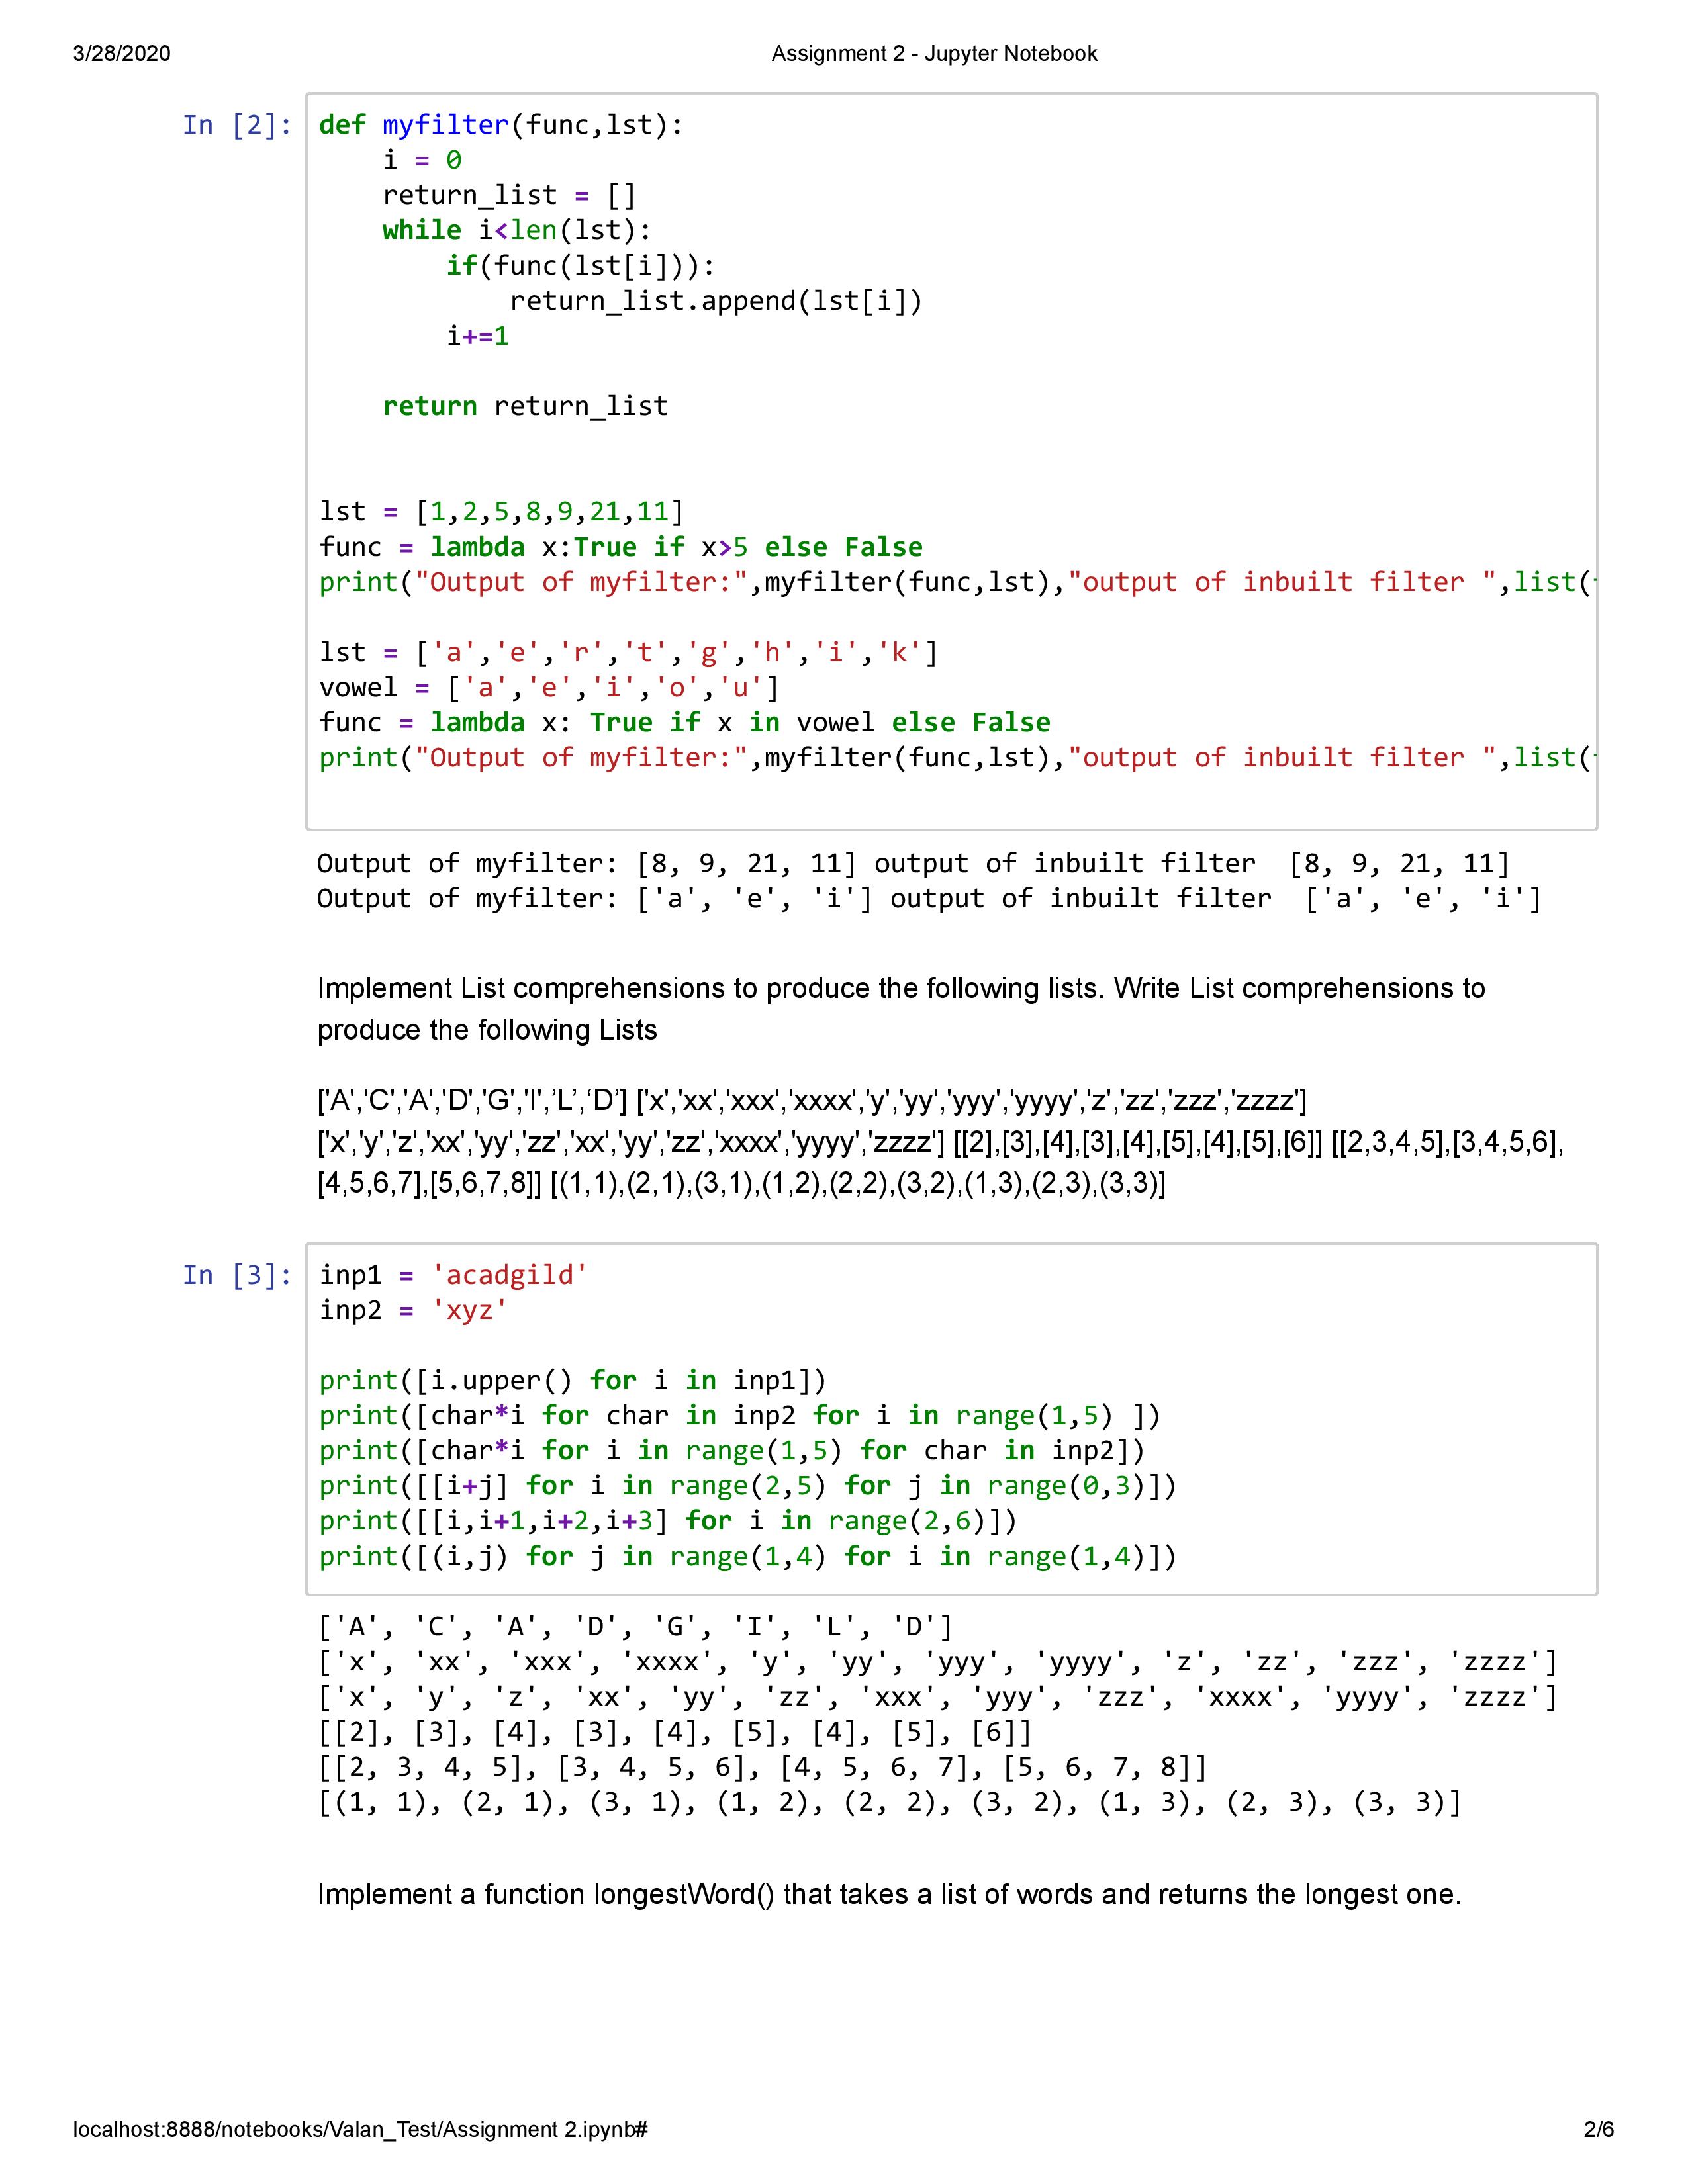 3/28/2020
Assignment 2 - Jupyter Notebook
In [2]:
def myfilter(func,lst):
    i = 0
    return_list = []
    while i<len(lst):
        if(func(lst[i])):
            return_list.append(lst[i])
        i+=1
    return return_list
lst = [1,2,5,8,9,21,11]
func = lambda x:True if x>5 else False
print("Output of myfilter:",myfilter(func,lst),"output of inbuilt filter ",list(
lst = ['a','e','r','t','g','h','i','k']
vowel = ['a','e','i','o','u']
func = lambda x: True if x in vowel else False
print("Output of myfilter:",myfilter(func,lst),"output of inbuilt filter ",list(
Output of myfilter: [8, 9, 21, 11] output of inbuilt filter  [8, 9, 21, 11]
Output of myfilter: ['a', 'e', 'i'] output of inbuilt filter  ['a', 'e', 'i']
Implement List comprehensions to produce the following lists. Write List comprehensions to
produce the following Lists
['A','C','A','D','G','I',’L’,‘D’] ['x','xx','xxx','xxxx','y','yy','yyy','yyyy','z','zz','zzz','zzzz']
['x','y','z','xx','yy','zz','xx','yy','zz','xxxx','yyyy','zzzz'] [[2],[3],[4],[3],[4],[5],[4],[5],[6]] [[2,3,4,5],[3,4,5,6],
[4,5,6,7],[5,6,7,8]] [(1,1),(2,1),(3,1),(1,2),(2,2),(3,2),(1,3),(2,3),(3,3)]
In [3]:
inp1 = 'acadgild'
inp2 = 'xyz'
print([i.upper() for i in inp1])
print([char*i for char in inp2 for i in range(1,5) ])
print([char*i for i in range(1,5) for char in inp2])
print([[i+j] for i in range(2,5) for j in range(0,3)])
print([[i,i+1,i+2,i+3] for i in range(2,6)])
print([(i,j) for j in range(1,4) for i in range(1,4)])
['A', 'C', 'A', 'D', 'G', 'I', 'L', 'D']
['x', 'xx', 'xxx', 'xxxx', 'y', 'yy', 'yyy', 'yyyy', 'z', 'zz', 'zzz', 'zzzz']
['x', 'y', 'z', 'xx', 'yy', 'zz', 'xxx', 'yyy', 'zzz', 'xxxx', 'yyyy', 'zzzz']
[[2], [3], [4], [3], [4], [5], [4], [5], [6]]
[[2, 3, 4, 5], [3, 4, 5, 6], [4, 5, 6, 7], [5, 6, 7, 8]]
[(1, 1), (2, 1), (3, 1), (1, 2), (2, 2), (3, 2), (1, 3), (2, 3), (3, 3)]
Implement a function longestWord() that takes a list of words and returns the longest one.
localhost:8888/notebooks/Valan_Test/Assignment 2.ipynb#
2/6